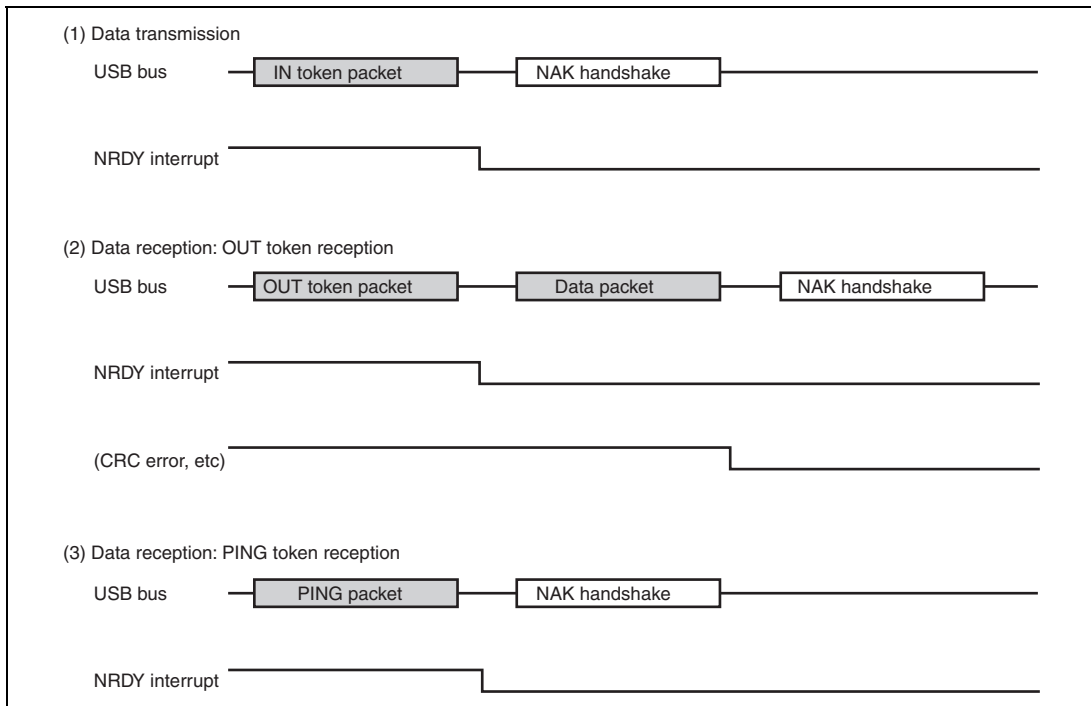 (1) Data transmission
USB bus IN token packet NAK handshake
NRDY interrupt
(2) Data reception: OUT token reception
USB bus OUT token packet Data packet NAK handshake
NRDY interrupt
(CRC error, etc)
(3) Data reception: PING token reception
USB bus PING packet NAK handshake
NRDY interrupt